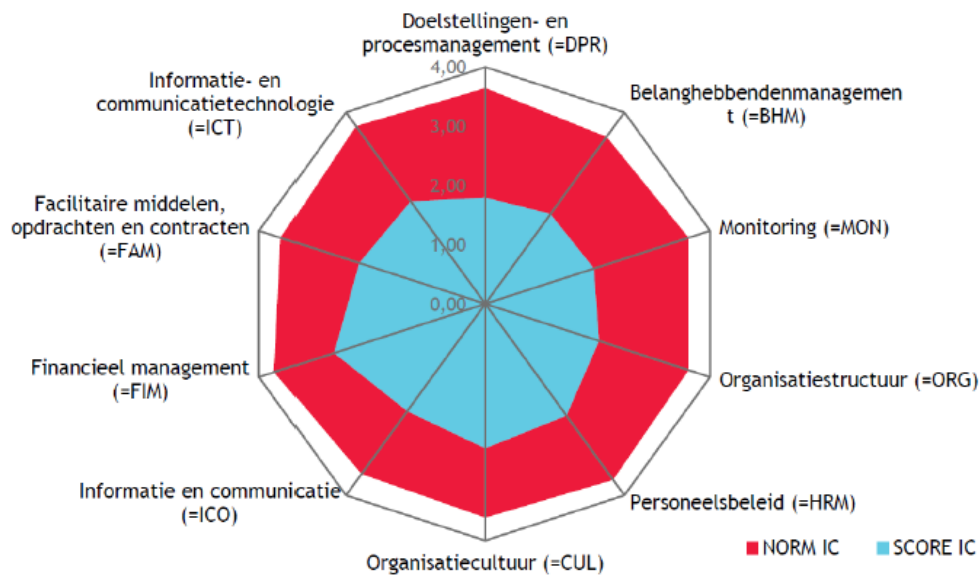 Doelstellingen- en
procesmanagement (=DPR)
4,00
3,00
2,00
1,00
0,00
Belanghebbendenmanagemen
t (=BHM)
Monitoring (=MON)
Organisatiestructuur (=ORG)
Personeelsbeleid (=HRM)
Organisatiecultuur (=CUL)
Informatie en communicatie
(=ICO)
Financieel management
(=FIM)
Facilitaire middelen,
opdrachten en contracten
(=FAM)
Informatie- en
communicatietechnologie
(=ICT)
NORM IC
SCORE IC